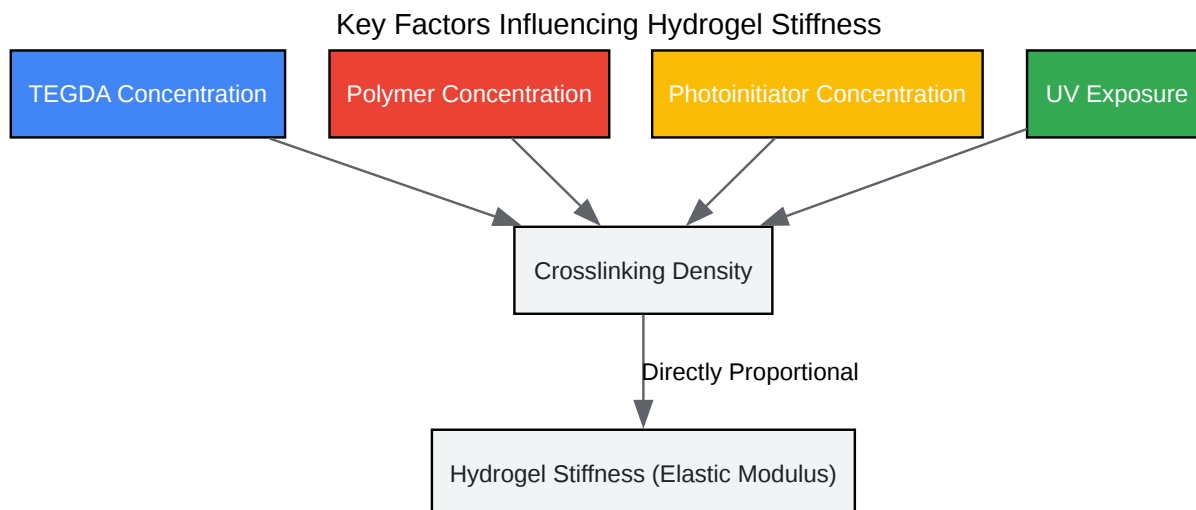 Key Factors Influencing Hydrogel Stiffness
TEGDA Concentration
Polymer Concentration
Photoinitiator Concentration
UV Exposure
Crosslinking Density
Directly Proportional
Hydrogel Stiffness (Elastic Modulus)